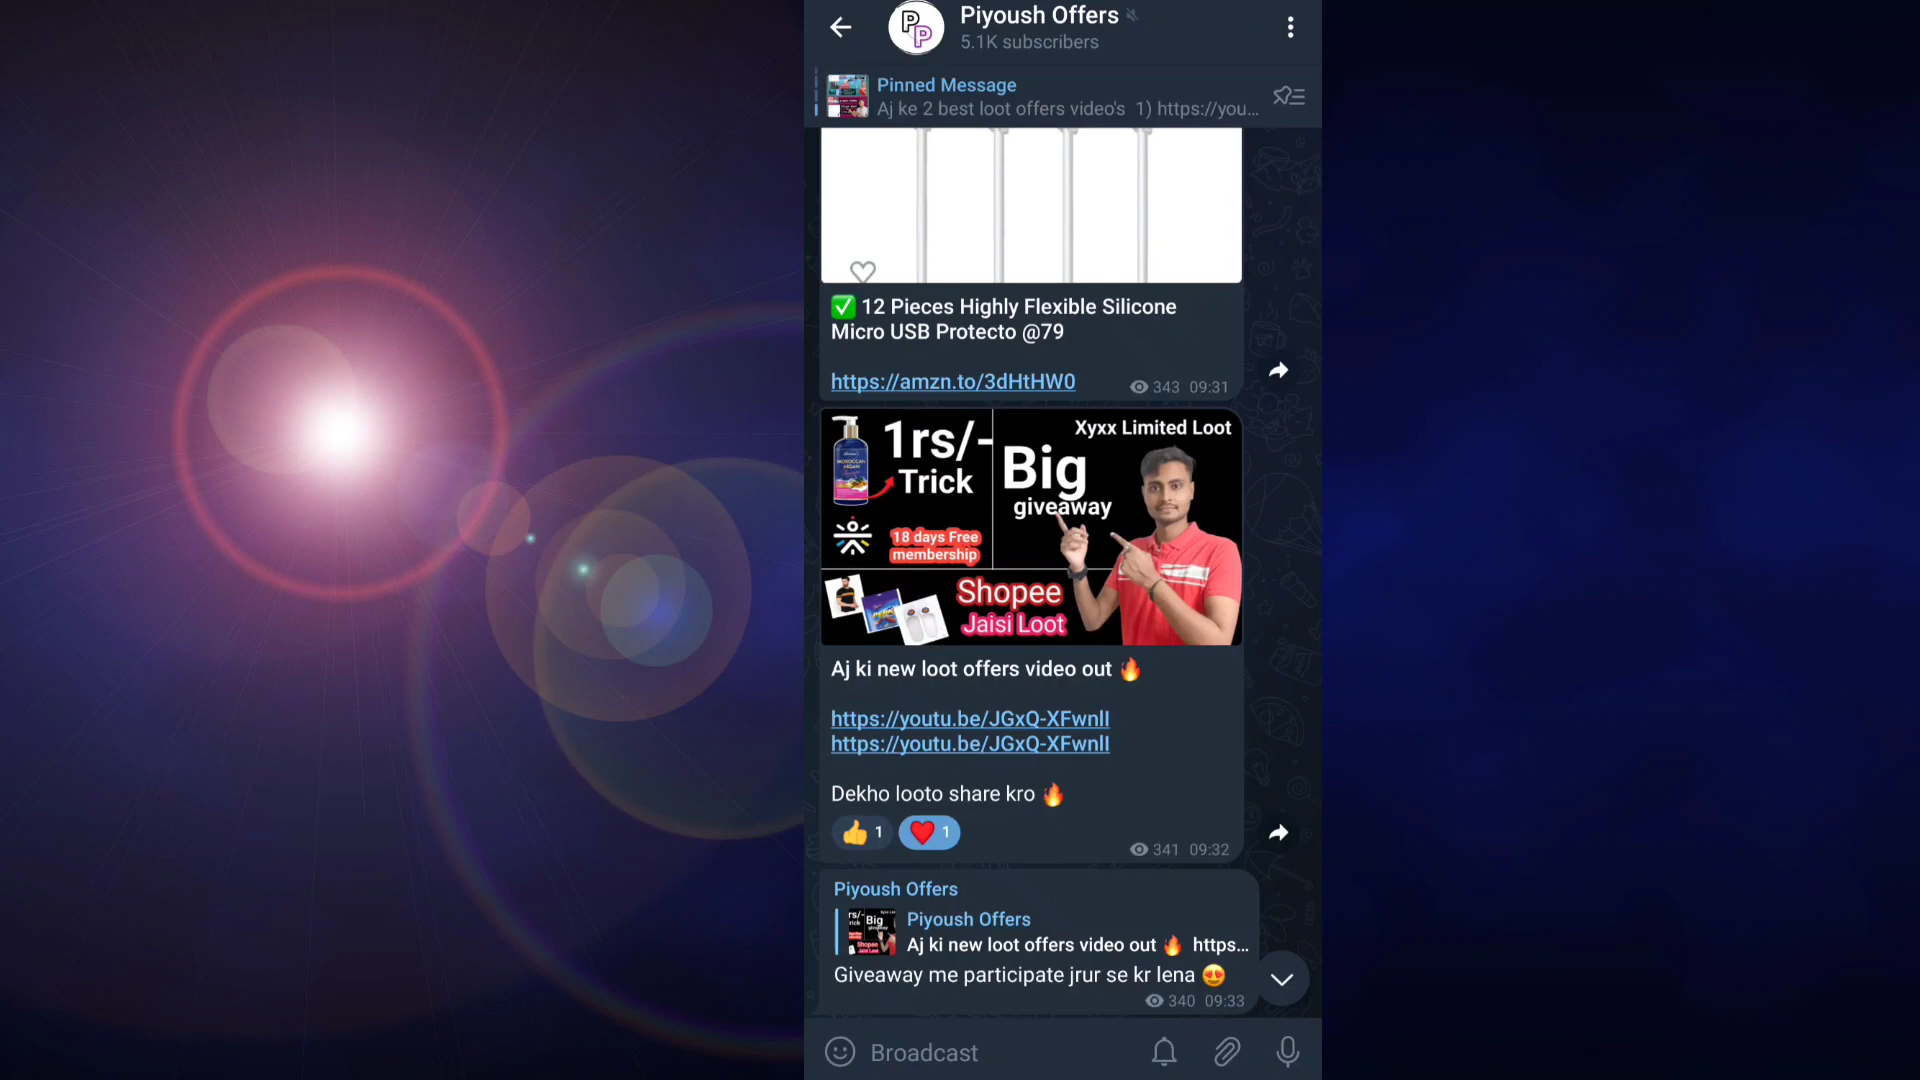 Piyoush Offers
5.1K subscribers
Pinned Message
Aj ke 2 best loot offers video's 1) https://you...
✅ 12 Pieces Highly Flexible Silicone
Micro USB Protecto @79
https://amzn.to/3dHtHW0
343 09:31
1rs/-
Trick
MOROCCAN
ARGAN
18 days Free
membership
Xyxx Limited Loot
Big
giveaway
Shopee
Jaisi Loot
Aj ki new loot offers video out 🔥
https://youtu.be/JGxQ-XFwnlI
https://youtu.be/JGxQ-XFwnlI
Dekho looto share kro 🔥
👍 1 ❤️ 1
341 09:32
Piyoush Offers
Piyoush Offers
Aj ki new loot offers video out 🔥 https...
Giveaway me participate jrur se kr lena 😍
340 09:33
Broadcast